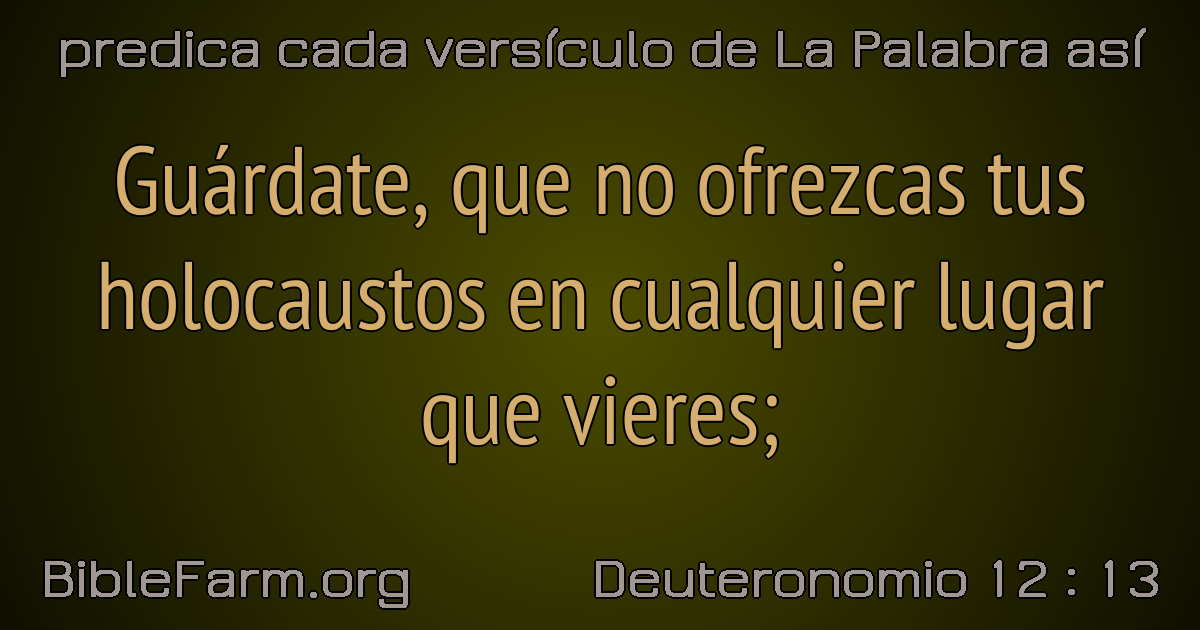 predica cada versículo de La Palabra así
Guárdate, que no ofrezcas tus
holocaustos en cualquier lugar
que vieres;
BibleFarm.org
Deuteronomio 12 : 13